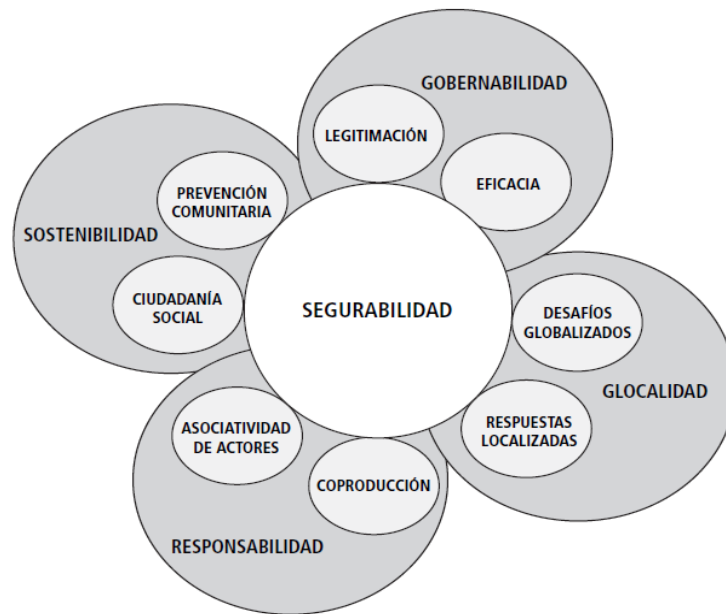 GOBERNABILIDAD
LEGITIMACIÓN
EFICACIA
PREVENCIÓN
COMUNITARIA
SOSTENIBILIDAD
CIUDADANÍA
SOCIAL
SEGURABILIDAD
DESAFÍOS
GLOBALIZADOS
GLOCALIDAD
RESPUESTAS
LOCALIZADAS
ASOCIATIVIDAD
DE ACTORES
COPRODUCCIÓN
RESPONSABILIDAD